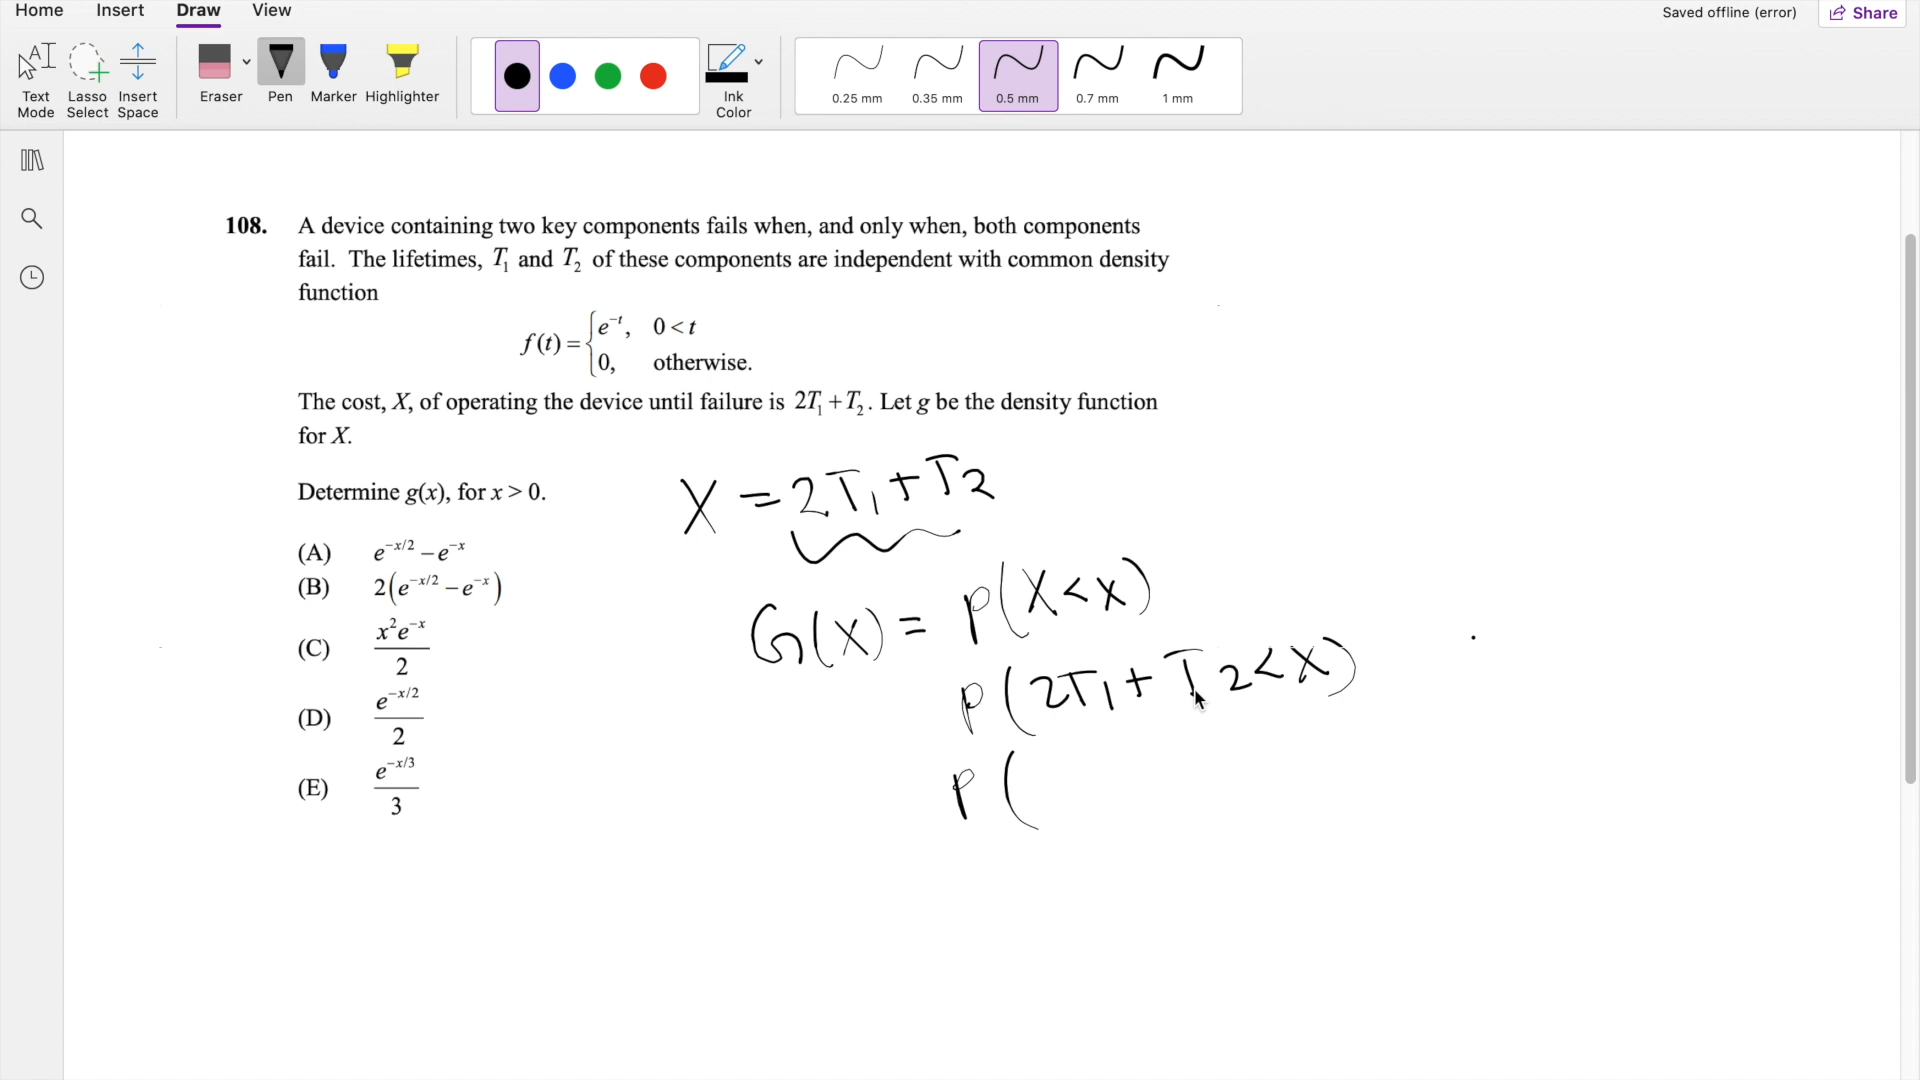 Home Insert Draw View
Saved offline (error) Share
Text Mode
Lasso Select
Insert Space
Eraser
Pen
Marker
Highlighter
Ink Color
0.25 mm
0.35 mm
0.5 mm
0.7 mm
1 mm
108. A device containing two key components fails when, and only when, both components
fail. The lifetimes, T₁ and T₂ of these components are independent with common density
function
f(t) = { e^{-t}, 0 < t
0, otherwise.
The cost, X, of operating the device until failure is 2T₁ + T₂. Let g be the density function
for X.
X = 2T1 + T2
Determine g(x), for x > 0.
(A) e^{-x/2} – e^{-x}
(B) 2(e^{-x/2} – e^{-x})
(C) x²e^{-x}/2
(D) e^{-x/2}/2
(E) e^{-x/3}/3
G(x) = P(X < x)
P(2T1 + T2 < x)
P(